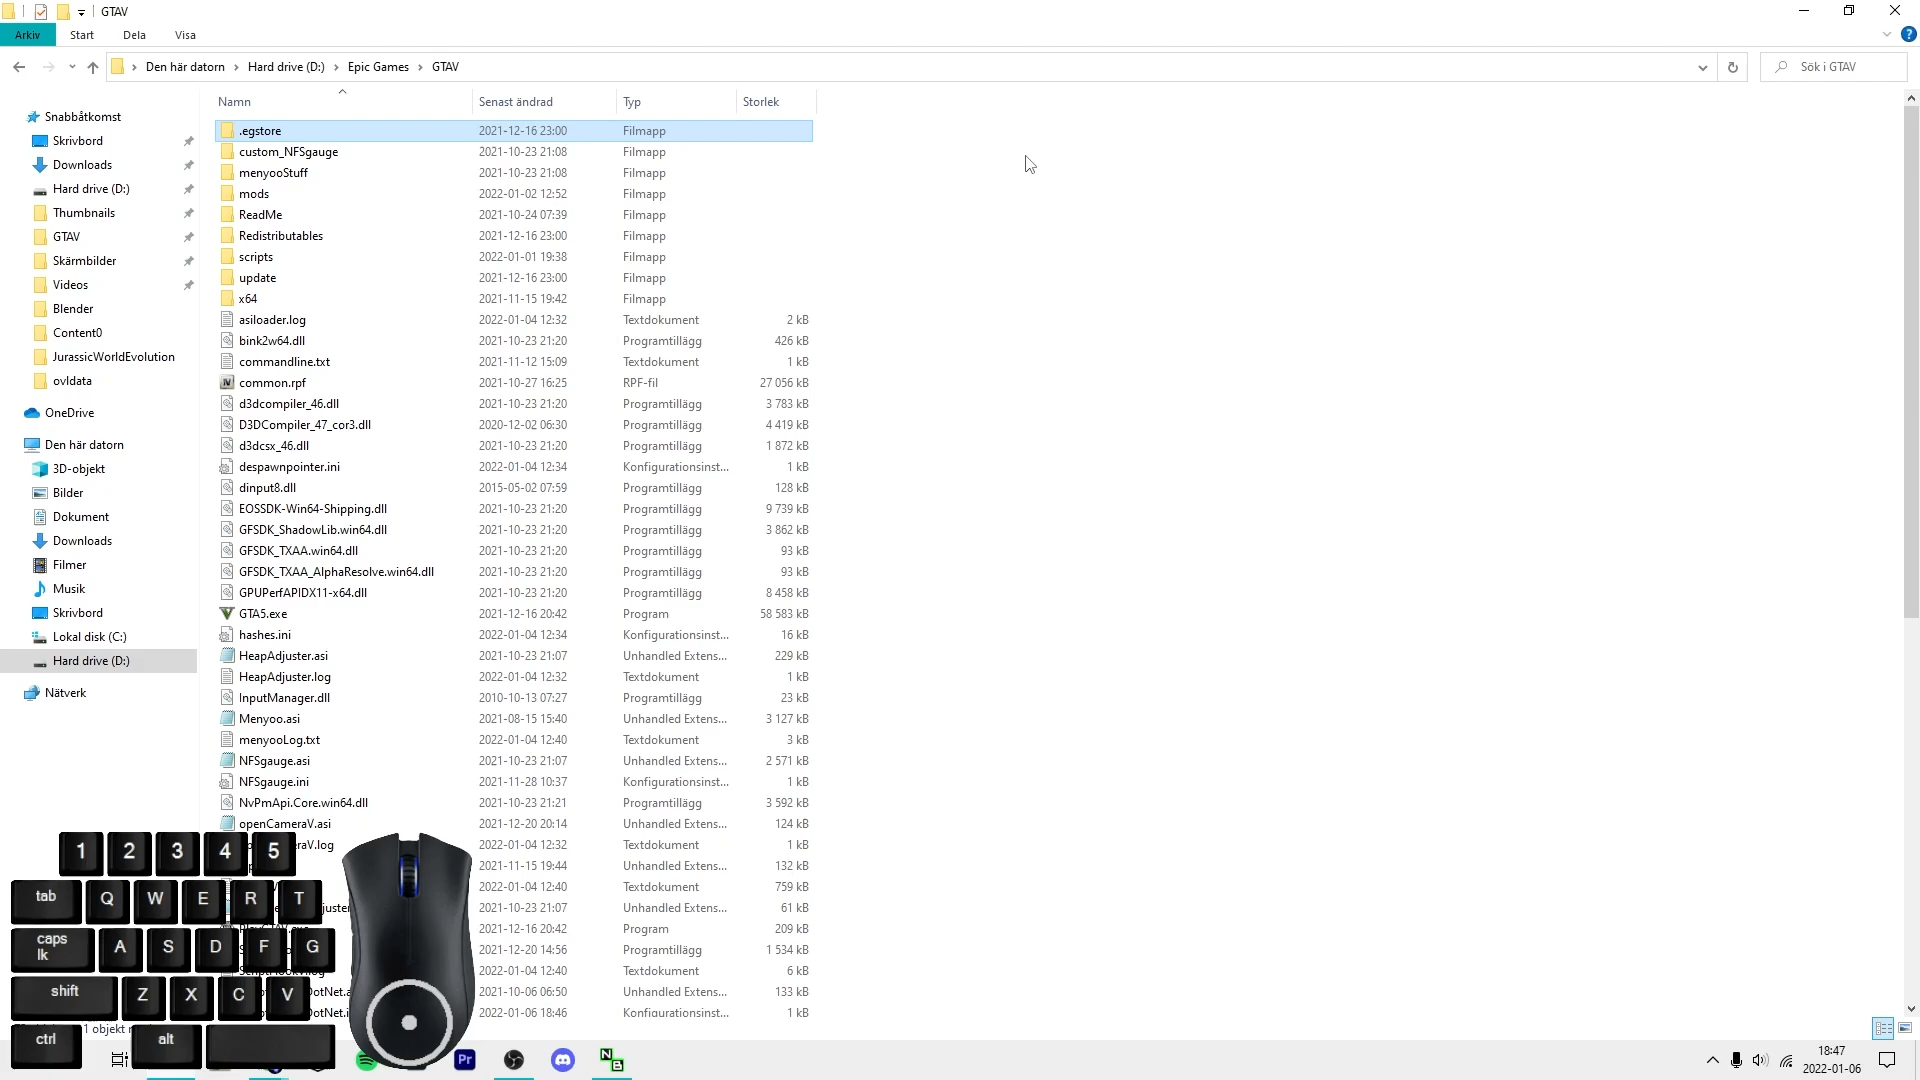 GTAV
Arkiv Start Dela Visa
Den här datorn Hard drive (D:) Epic Games GTAV
Sök i GTAV
Namn Senast ändrad Typ Storlek
Snabbåtkomst
Skrivbord
Downloads
Hard drive (D:)
Thumbnails
GTAV
Skärmbilder
Videos
Blender
Content0
JurassicWorldEvolution
ovldata
OneDrive
Den här datorn
3D-objekt
Bilder
Dokument
Downloads
Filmer
Musik
Skrivbord
Lokal disk (C:)
Hard drive (D:)
Nätverk
.egstore 2021-12-16 23:00 Filmapp
custom_NFSgauge 2021-10-23 21:08 Filmapp
menyooStuff 2021-10-23 21:08 Filmapp
mods 2022-01-02 12:52 Filmapp
ReadMe 2021-10-24 07:39 Filmapp
Redistributables 2021-12-16 23:00 Filmapp
scripts 2022-01-01 19:38 Filmapp
update 2021-12-16 23:00 Filmapp
x64 2021-11-15 19:42 Filmapp
asiloader.log 2022-01-04 12:32 Textdokument 2 kB
bink2w64.dll 2021-10-23 21:20 Programtillägg 426 kB
commandline.txt 2021-11-12 15:09 Textdokument 1 kB
common.rpf 2021-10-27 16:25 RPF-fil 27 056 kB
d3dcompiler_46.dll 2021-10-23 21:20 Programtillägg 3 783 kB
D3DCompiler_47_cor3.dll 2020-12-02 06:30 Programtillägg 4 419 kB
d3dcsx_46.dll 2021-10-23 21:20 Programtillägg 1 872 kB
despawnpointer.ini 2022-01-04 12:34 Konfigurationsinst... 1 kB
dinput8.dll 2015-05-02 07:59 Programtillägg 128 kB
EOSSDK-Win64-Shipping.dll 2021-10-23 21:20 Programtillägg 9 739 kB
GFSDK_ShadowLib.win64.dll 2021-10-23 21:20 Programtillägg 3 862 kB
GFSDK_TXAA.win64.dll 2021-10-23 21:20 Programtillägg 93 kB
GFSDK_TXAA_AlphaResolve.win64.dll 2021-10-23 21:20 Programtillägg 93 kB
GPUPerfAPIDX11-x64.dll 2021-10-23 21:20 Programtillägg 8 458 kB
GTA5.exe 2021-12-16 20:42 Program 58 583 kB
hashes.ini 2022-01-04 12:34 Konfigurationsinst... 16 kB
HeapAdjuster.asi 2021-10-23 21:07 Unhandled Extens... 229 kB
HeapAdjuster.log 2022-01-04 12:32 Textdokument 1 kB
InputManager.dll 2010-10-13 07:27 Programtillägg 23 kB
Menyoo.asi 2021-08-15 15:40 Unhandled Extens... 3 127 kB
menyooLog.txt 2022-01-04 12:40 Textdokument 3 kB
NFSgauge.asi 2021-10-23 21:07 Unhandled Extens... 2 571 kB
NFSgauge.ini 2021-11-28 10:37 Konfigurationsinst... 1 kB
NvPmApi.Core.win64.dll 2021-10-23 21:21 Programtillägg 3 592 kB
openCameraV.asi 2021-12-20 20:14 Unhandled Extens... 124 kB
2022-01-04 12:32 Textdokument 1 kB
2021-11-15 19:44 Unhandled Extens... 132 kB
2022-01-04 12:40 Textdokument 759 kB
2021-10-23 21:07 Unhandled Extens... 61 kB
2021-12-16 20:42 Program 209 kB
2021-12-20 14:56 Programtillägg 1 534 kB
2022-01-04 12:40 Textdokument 6 kB
2021-10-06 06:50 Unhandled Extens... 133 kB
2022-01-06 18:46 Konfigurationsinst... 1 kB
1 objekt
1 2 3 4 5
tab Q W E R T
caps lk A S D F G
shift Z X C V
ctrl alt
Pr
N
B
18:47
2022-01-06